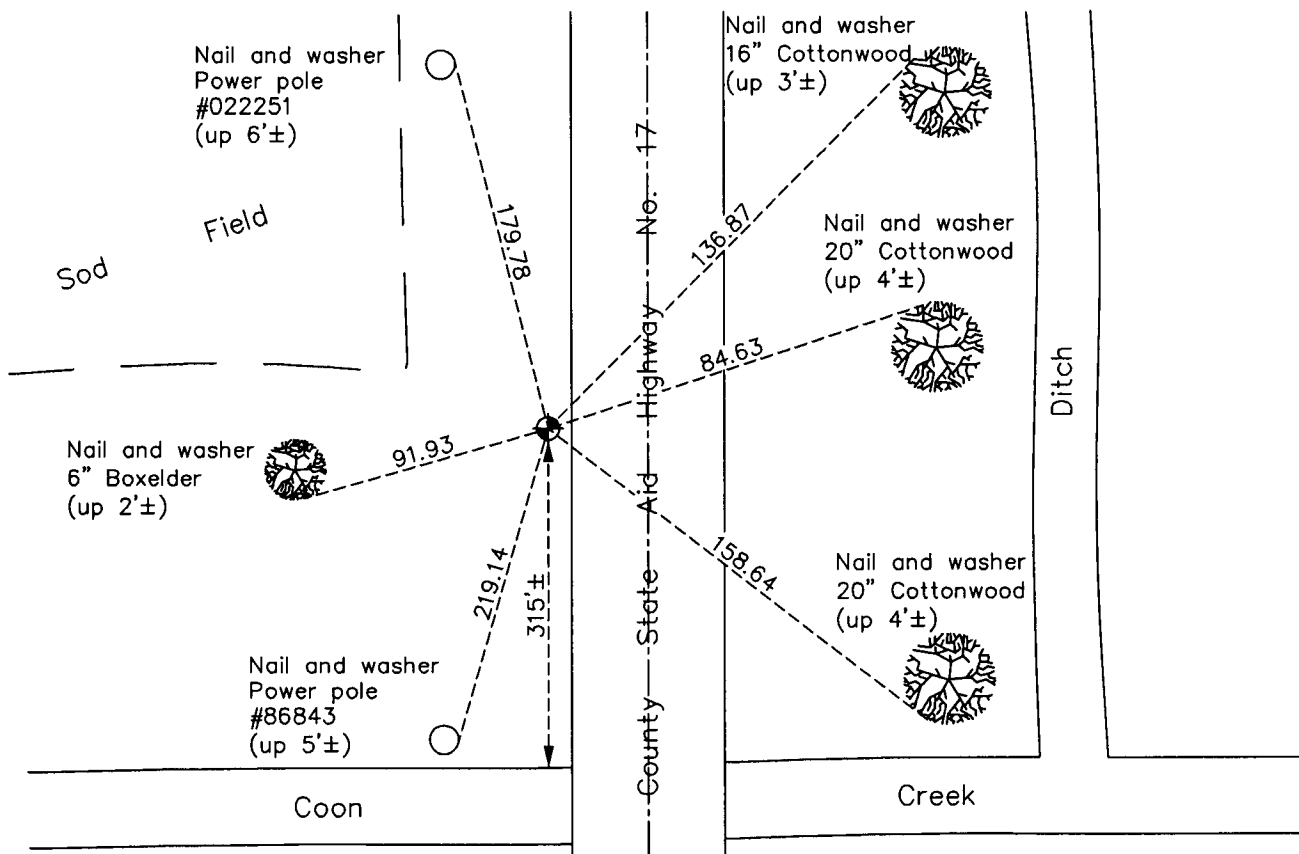 Nail and washer
Power pole
#022251
(up 6'±)
Nail and washer
16" Cottonwood
(up 3'±)
Sod Field
179.78
136.87
Nail and washer
20" Cottonwood
(up 4'±)
84.63
Ditch
Nail and washer
6" Boxelder
(up 2'±)
91.93
County State Aid Highway No. 17
219.14
315'±
158.64
Nail and washer
20" Cottonwood
(up 4'±)
Nail and washer
Power pole
#86843
(up 5'±)
Coon Creek